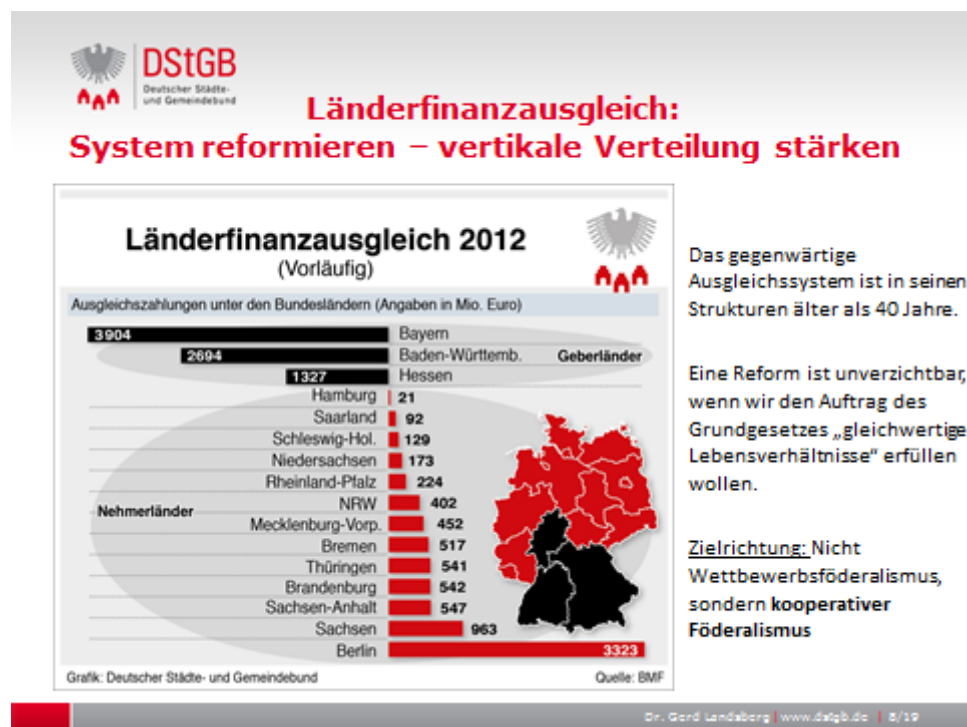 DStGB
Deutscher Städte-
und Gemeindebund
Länderfinanzausgleich:
System reformieren – vertikale Verteilung stärken
Länderfinanzausgleich 2012
(Vorläufig)
Ausgleichszahlungen unter den Bundesländern (Angaben in Mio. Euro)
3904 Bayern
2694 Baden-Württemb. Geberländer
1327 Hessen
Hamburg 21
Saarland 92
Schleswig-Hol. 129
Niedersachsen 173
Rheinland-Pfalz 224
NRW 402
Nehmerländer
Mecklenburg-Vorp. 452
Bremen 517
Thüringen 541
Brandenburg 542
Sachsen-Anhalt 547
Sachsen 963
Berlin 3323
Grafik: Deutscher Städte- und Gemeindebund Quelle: BMF
Das gegenwärtige
Ausgleichssystem ist in seinen
Strukturen älter als 40 Jahre.
Eine Reform ist unverzichtbar,
wenn wir den Auftrag des
Grundgesetzes „gleichwertige
Lebensverhältnisse“ erfüllen
wollen.
Zielrichtung: Nicht
Wettbewerbsföderalismus,
sondern kooperativer
Föderalismus
Dr. Gerd Landsberg | www.dstgb.de | 8/19